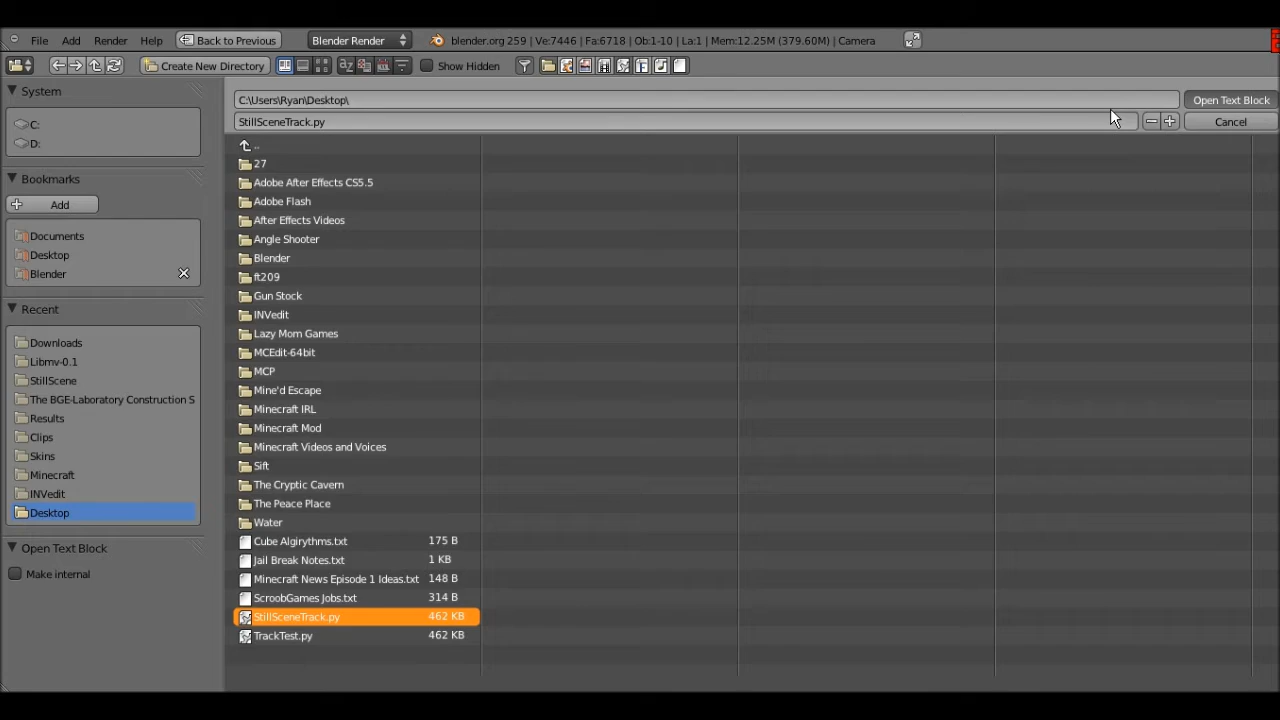 File Add Render Help Back to Previous Blender Render blender.org 259 | Ve:7446 | Fa:6718 | Ob:1-10 | La:1 | Mem:12.25M (379.60M) | Camera
Create New Directory Show Hidden
System
C:
D:
Bookmarks
Add
Documents
Desktop
Blender
Recent
Downloads
Libmv-0.1
StillScene
The BGE-Laboratory Construction S
Results
Clips
Skins
Minecraft
INVedit
Desktop
Open Text Block
Make internal
C:\Users\Ryan\Desktop\ Open Text Block
StillSceneTrack.py Cancel
..
27
Adobe After Effects CS5.5
Adobe Flash
After Effects Videos
Angle Shooter
Blender
ft209
Gun Stock
INVedit
Lazy Mom Games
MCEdit-64bit
MCP
Mine'd Escape
Minecraft IRL
Minecraft Mod
Minecraft Videos and Voices
Sift
The Cryptic Cavern
The Peace Place
Water
Cube Algirythms.txt 175 B
Jail Break Notes.txt 1 KB
Minecraft News Episode 1 Ideas.txt 148 B
ScroobGames Jobs.txt 314 B
StillSceneTrack.py 462 KB
TrackTest.py 462 KB